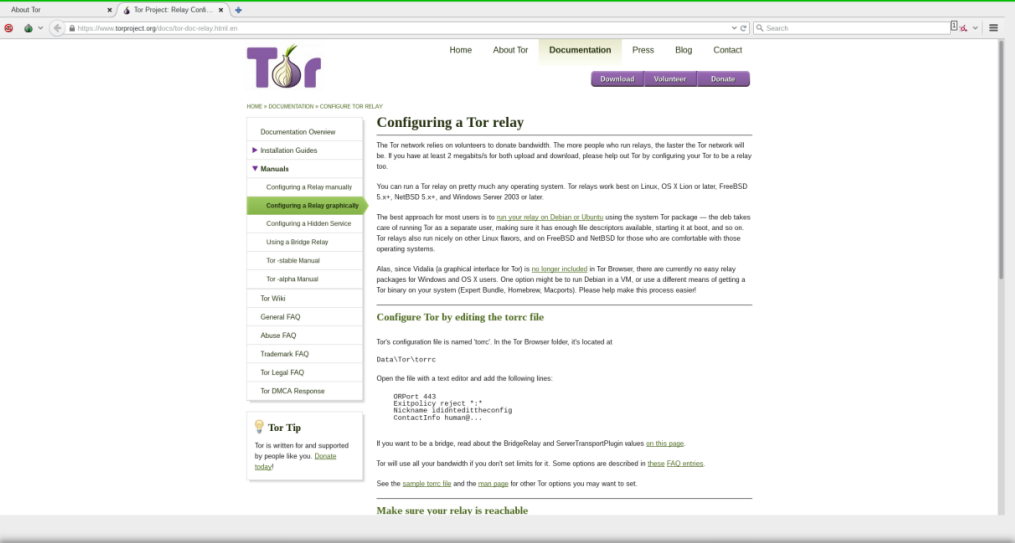 About Tor
Tor Project: Relay Confi...
https://www.torproject.org/docs/tor-doc-relay.html.en
Search
1
Tor
Home About Tor Documentation Press Blog Contact
Download Volunteer Donate
HOME » DOCUMENTATION » CONFIGURE TOR RELAY
Documentation Overview
Installation Guides
Manuals
Configuring a Relay manually
Configuring a Relay graphically
Configuring a Hidden Service
Using a Bridge Relay
Tor -stable Manual
Tor -alpha Manual
Tor Wiki
General FAQ
Abuse FAQ
Trademark FAQ
Tor Legal FAQ
Tor DMCA Response
Tor Tip
Tor is written for and supported
by people like you. Donate
today!
Configuring a Tor relay
The Tor network relies on volunteers to donate bandwidth. The more people who run relays, the faster the Tor network will
be. If you have at least 2 megabits/s for both upload and download, please help out Tor by configuring your Tor to be a relay
too.
You can run a Tor relay on pretty much any operating system. Tor relays work best on Linux, OS X Lion or later, FreeBSD
5.x+, NetBSD 5.x+, and Windows Server 2003 or later.
The best approach for most users is to run your relay on Debian or Ubuntu using the system Tor package — the deb takes
care of running Tor as a separate user, making sure it has enough file descriptors available, starting it at boot, and so on.
Tor relays also run nicely on other Linux flavors, and on FreeBSD and NetBSD for those who are comfortable with those
operating systems.
Alas, since Vidalia (a graphical interface for Tor) is no longer included in Tor Browser, there are currently no easy relay
packages for Windows and OS X users. One option might be to run Debian in a VM, or use a different means of getting a
Tor binary on your system (Expert Bundle, Homebrew, Macports). Please help make this process easier!
Configure Tor by editing the torrc file
Tor's configuration file is named 'torrc'. In the Tor Browser folder, it's located at
Data\Tor\torrc
Open the file with a text editor and add the following lines:
ORPort 443
Exitpolicy reject *:*
Nickname ididntedittheconfig
ContactInfo human@...
If you want to be a bridge, read about the BridgeRelay and ServerTransportPlugin values on this page.
Tor will use all your bandwidth if you don't set limits for it. Some options are described in these FAQ entries.
See the sample torrc file and the man page for other Tor options you may want to set.
Make sure your relay is reachable